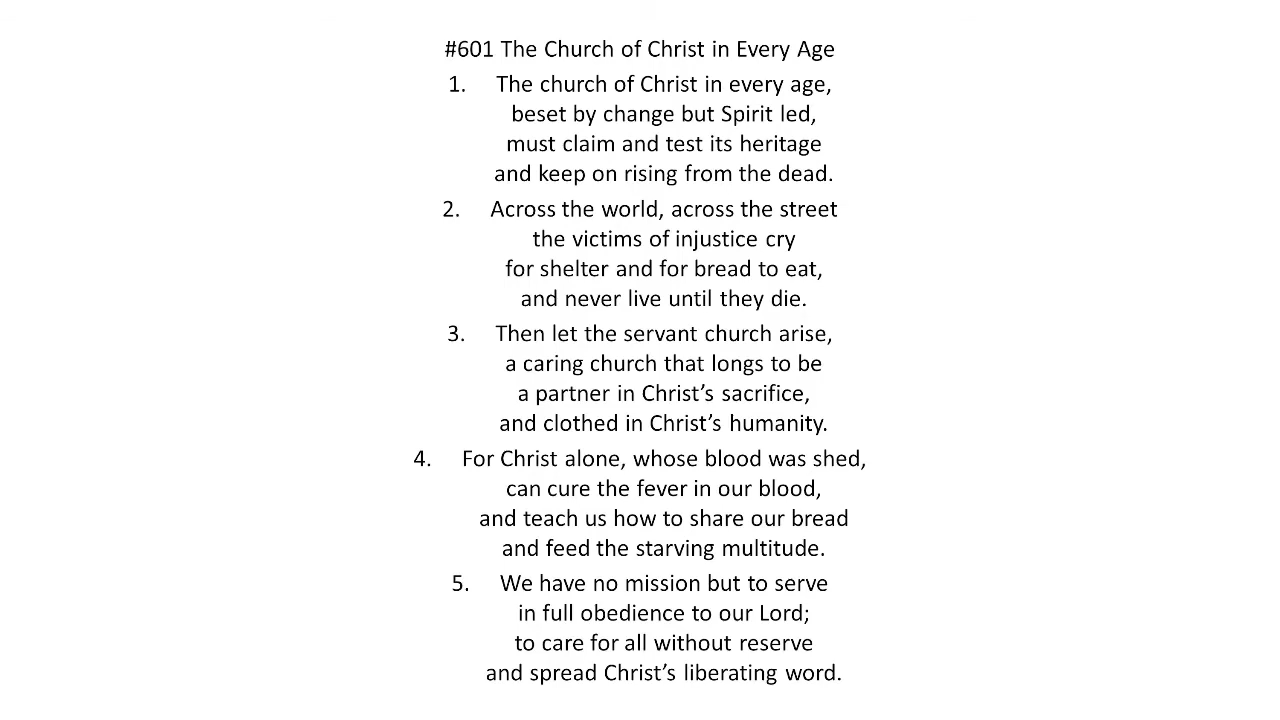 #601 The Church of Christ in Every Age
1. The church of Christ in every age,
beset by change but Spirit led,
must claim and test its heritage
and keep on rising from the dead.
2. Across the world, across the street
the victims of injustice cry
for shelter and for bread to eat,
and never live until they die.
3. Then let the servant church arise,
a caring church that longs to be
a partner in Christ’s sacrifice,
and clothed in Christ’s humanity.
4. For Christ alone, whose blood was shed,
can cure the fever in our blood,
and teach us how to share our bread
and feed the starving multitude.
5. We have no mission but to serve
in full obedience to our Lord;
to care for all without reserve
and spread Christ’s liberating word.